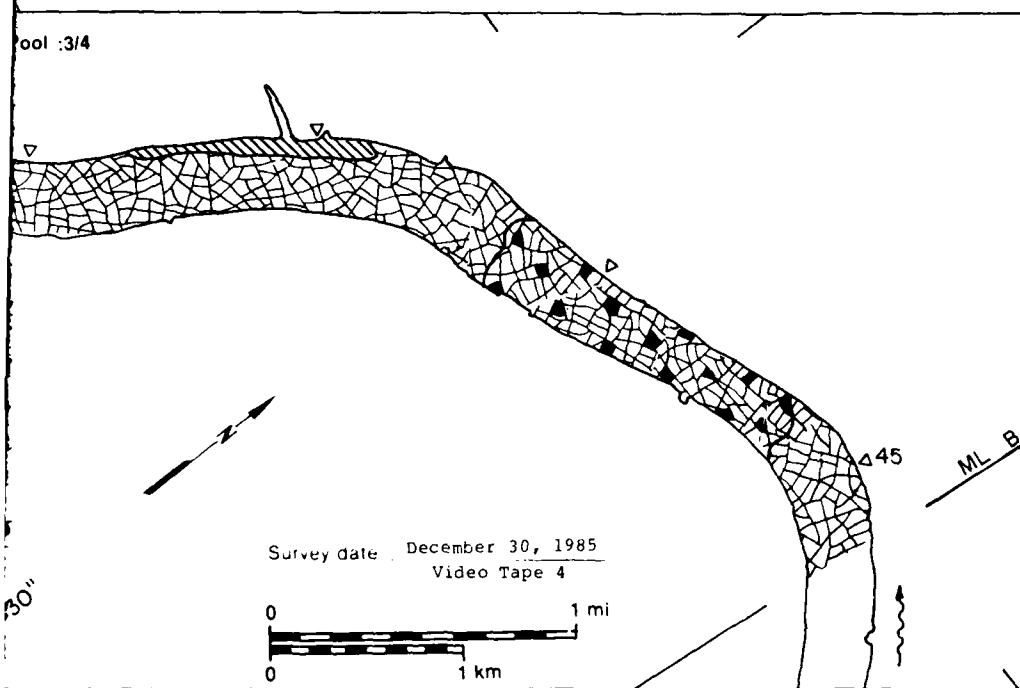 ool :3/4
N
45
ML B
Survey date December 30, 1985
Video Tape 4
30"
0 1 mi
0 1 km